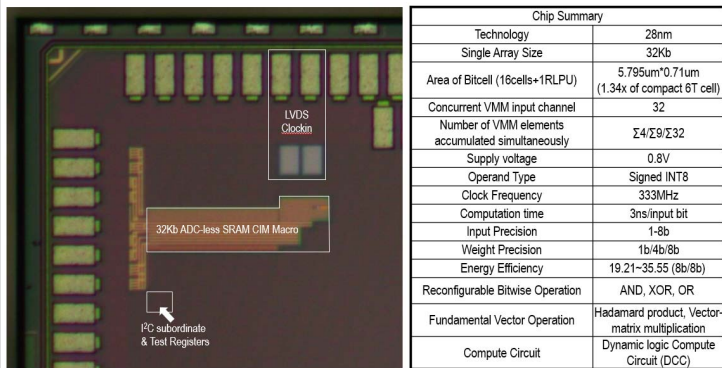 LVDS
Clockin
32Kb ADC-less SRAM CIM Macro
I²C subordinate
& Test Registers
Chip Summary
Technology 28nm
Single Array Size 32Kb
Area of Bitcell (16cells+1RLPU) 5.795um*0.71um
(1.34x of compact 6T cell)
Concurrent VMM input channel 32
Number of VMM elements
accumulated simultaneously Σ4/Σ9/Σ32
Supply voltage 0.8V
Operand Type Signed INT8
Clock Frequency 333MHz
Computation time 3ns/input bit
Input Precision 1-8b
Weight Precision 1b/4b/8b
Energy Efficiency 19.21~35.55 (8b/8b)
Reconfigurable Bitwise Operation AND, XOR, OR
Fundamental Vector Operation Hadamard product, Vector-
matrix multiplication
Compute Circuit Dynamic logic Compute
Circuit (DCC)